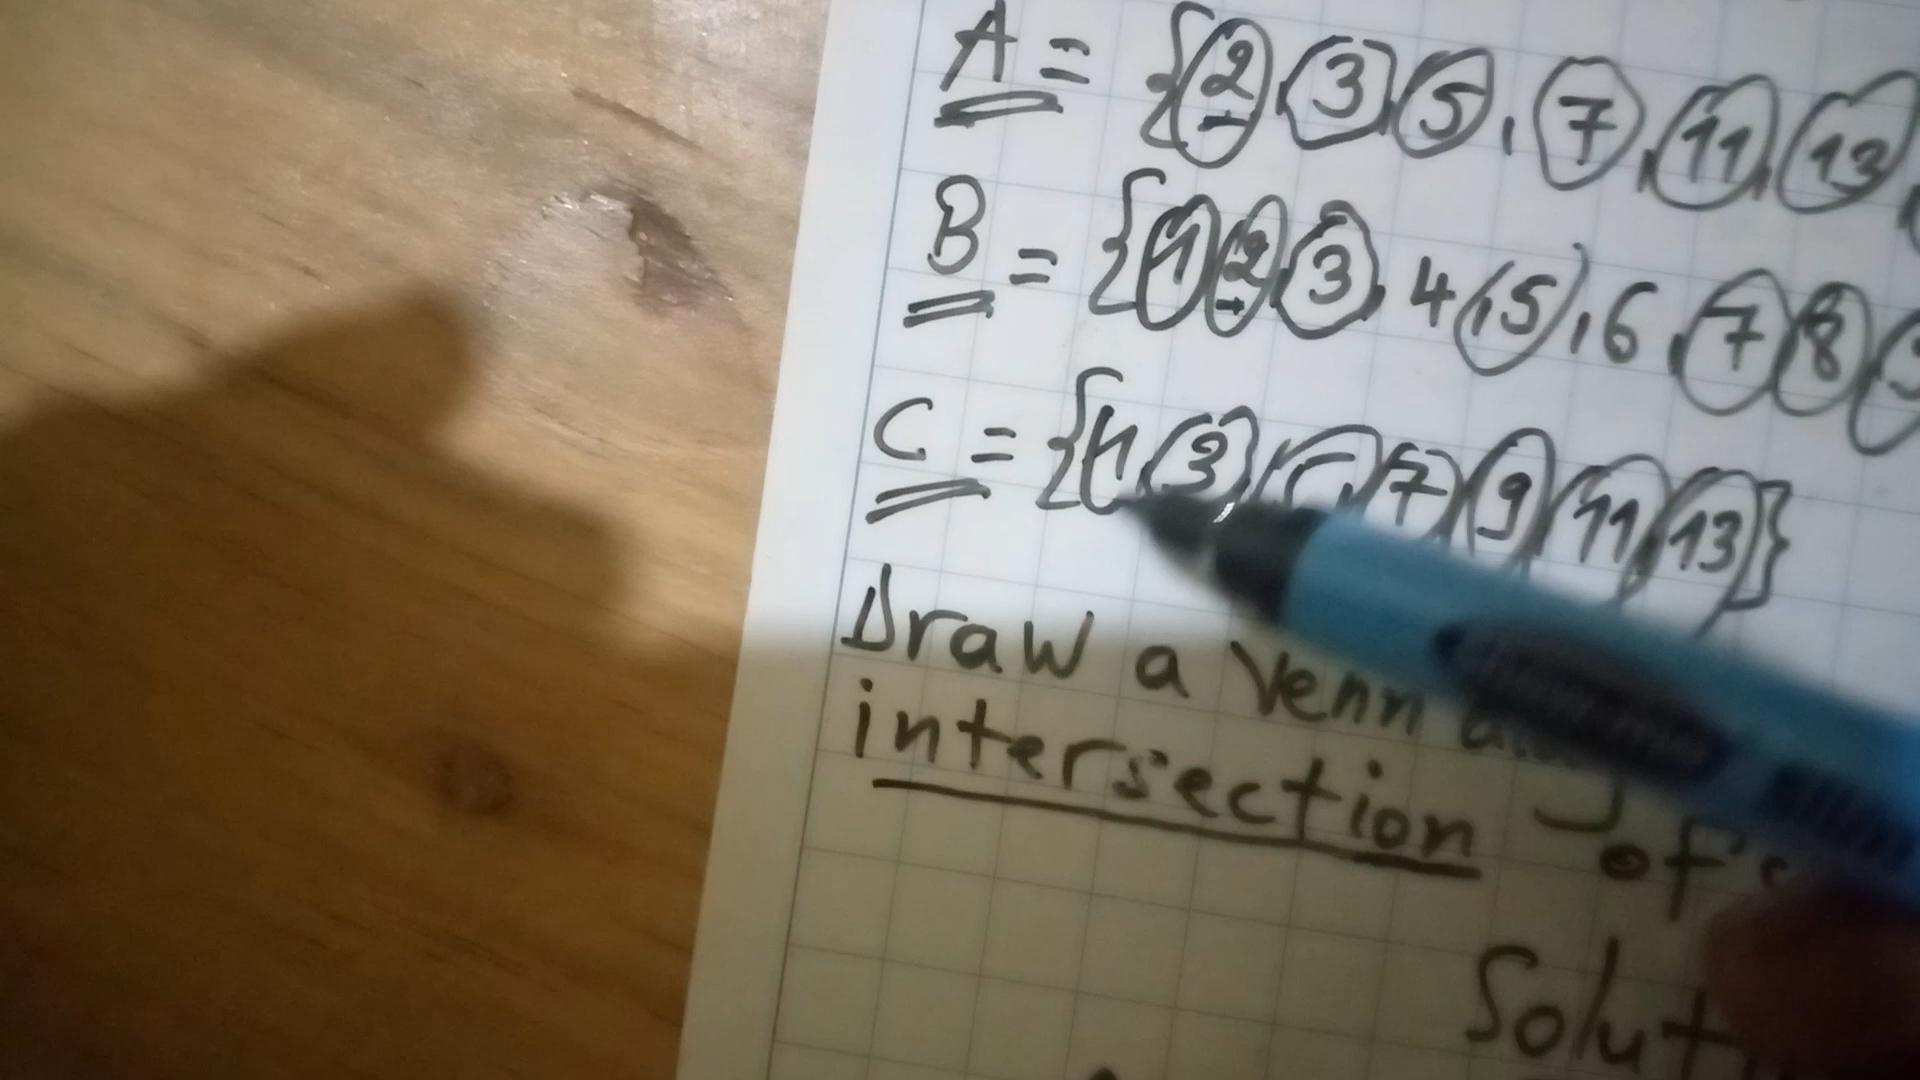 A = {2, 3, 5, 7, 11, 13,
B = {1, 2, 3, 4, 5, 6, 7, 8,
C = {1, 3, 7, 9, 11, 13}
Draw a Venn
intersection of